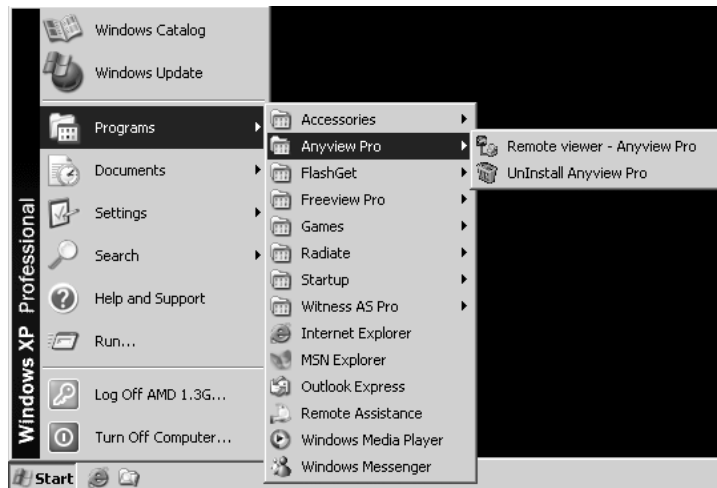 Windows Catalog
Windows Update
Programs
Documents
Settings
Search
Help and Support
Run...
Log Off AMD 1.3G...
Turn Off Computer...
Windows XP Professional
Accessories
Anyview Pro
FlashGet
Freeview Pro
Games
Radiate
Startup
Witness AS Pro
Internet Explorer
MSN Explorer
Outlook Express
Remote Assistance
Windows Media Player
Windows Messenger
Remote viewer - Anyview Pro
UnInstall Anyview Pro
Start